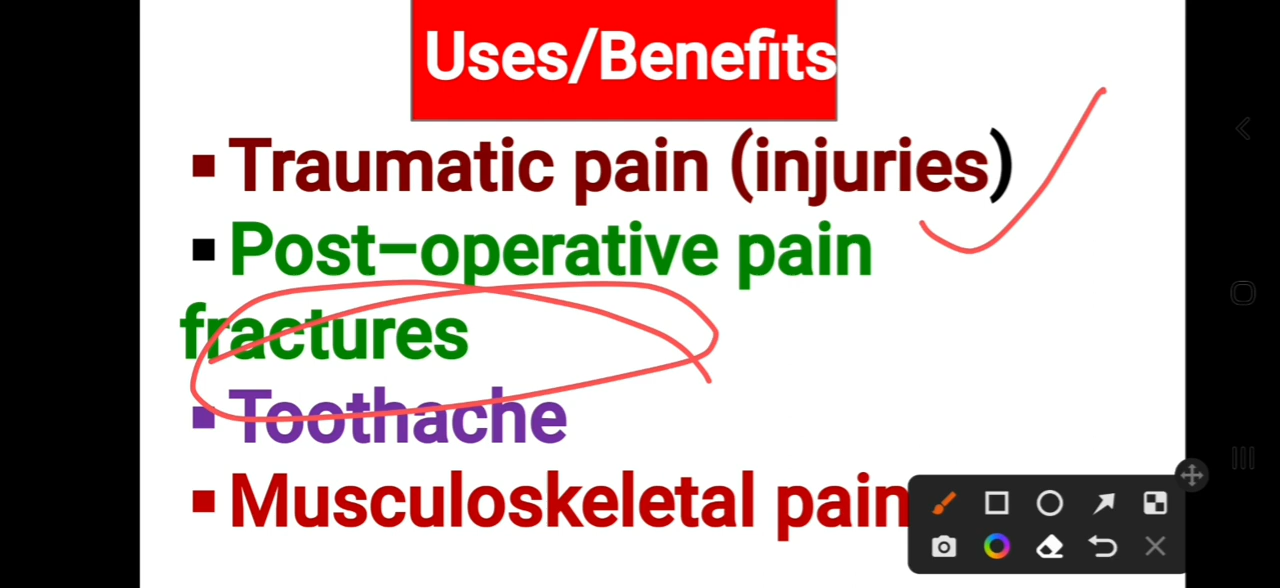 Uses/Benefits
▪Traumatic pain (injuries)
▪Post–operative pain
fractures
▪Toothache
▪Musculoskeletal pain